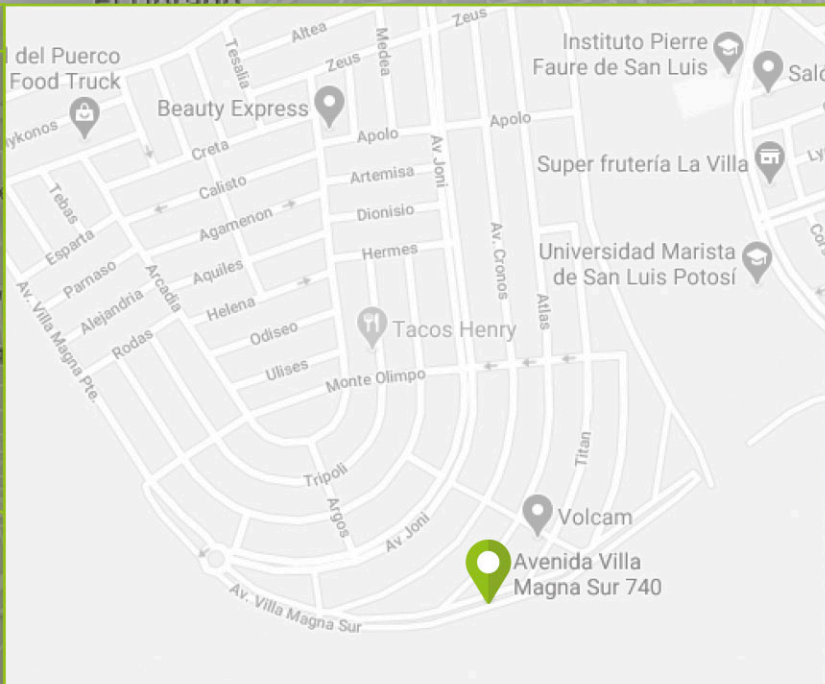 Zeus
Altea
Medea
Tesalia
Zeus
Instituto Pierre
Faure de San Luis
del Puerco
Food Truck
Beauty Express
Apolo
Apolo
Av Joni
Creta
Super frutería La Villa
Artemisa
Calisto
Tebas
Dionisio
Agamenon
Esparta
Hermes
Av. Cronos
Universidad Marista
de San Luis Potosí
Parnaso
Aquiles
Arcadia
Alejandria
Helena
Atlas
Av. Villa Magna Pte.
Rodas
Odiseo
Tacos Henry
Ulises
Monte Olimpo
Titan
Tripoli
Argos
Av Joni
Volcam
Avenida Villa
Magna Sur 740
Av. Villa Magna Sur